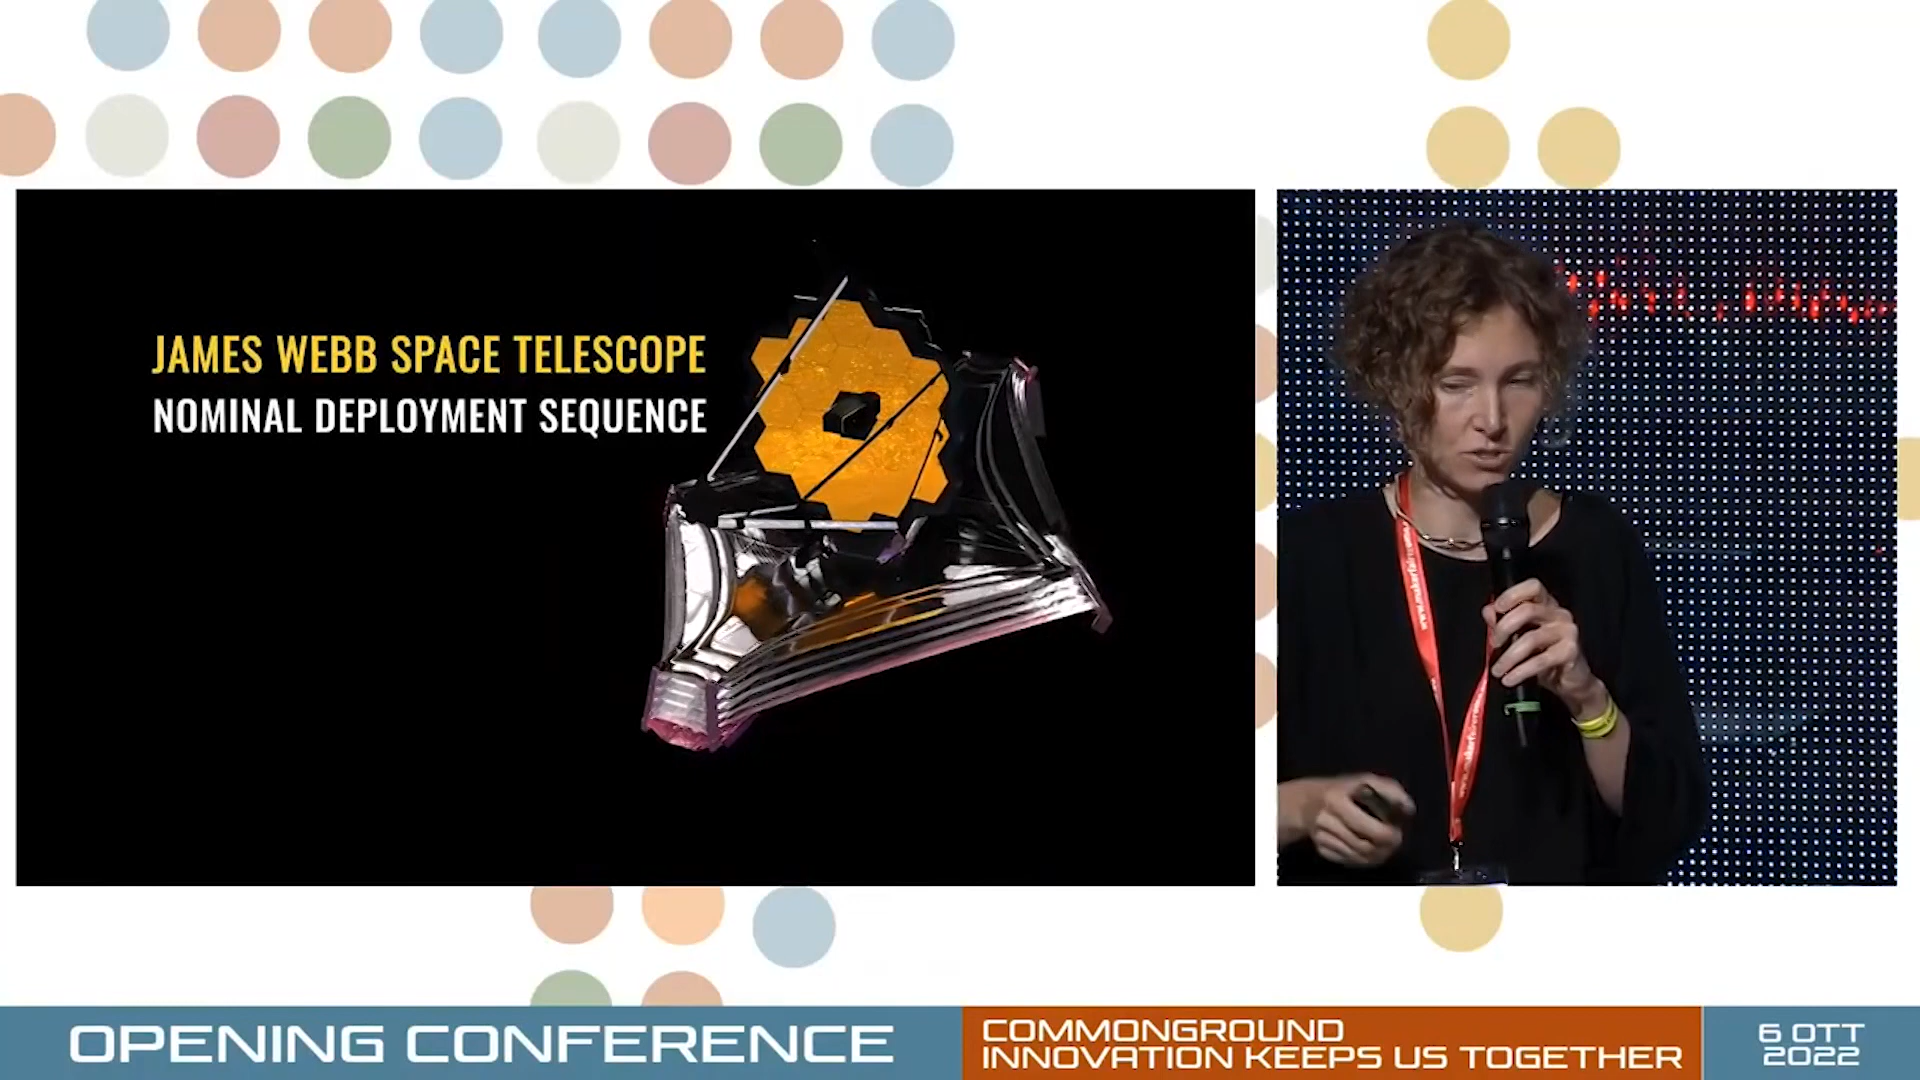 JAMES WEBB SPACE TELESCOPE
NOMINAL DEPLOYMENT SEQUENCE
OPENING CONFERENCE
COMMONGROUND
INNOVATION KEEPS US TOGETHER
6 OTT
2022